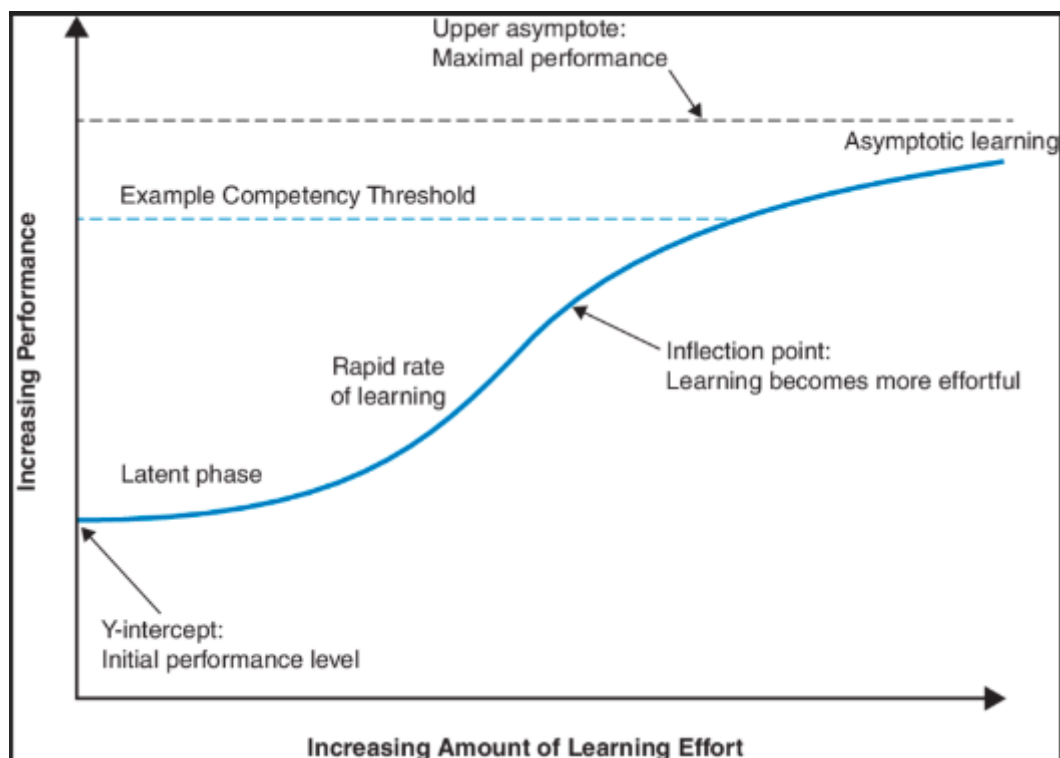 Upper asymptote:
Maximal performance
Asymptotic learning
Example Competency Threshold
Increasing Performance
Rapid rate
of learning
Inflection point:
Learning becomes more effortful
Latent phase
Y-intercept:
Initial performance level
Increasing Amount of Learning Effort